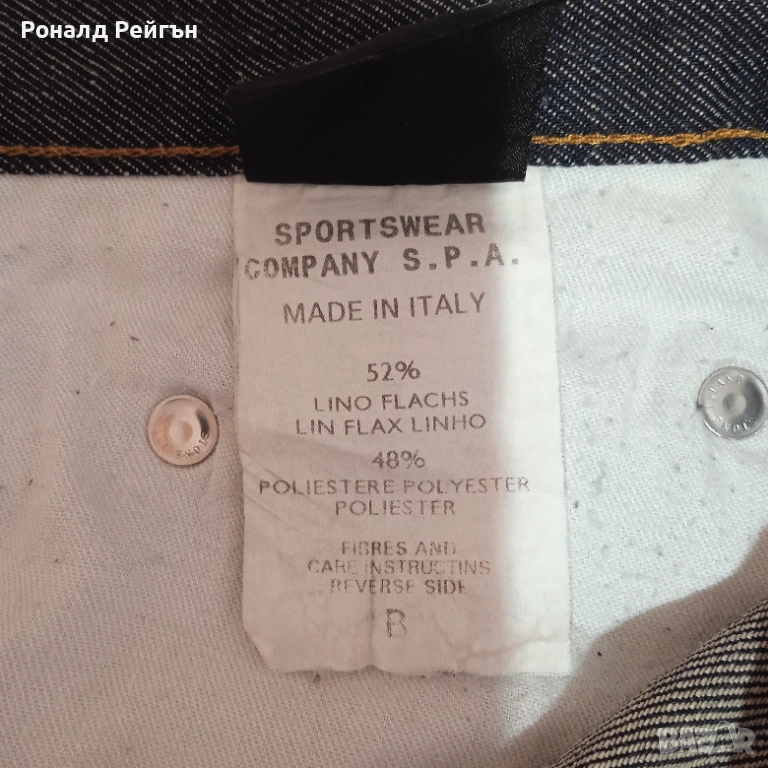 Роналд Рейгън
SPORTSWEAR
COMPANY S.P.A.
MADE IN ITALY
52%
LINO FLACHS
LIN FLAX LINHO
48%
POLIESTERE POLYESTER
POLIESTER
FIBRES AND
CARE INSTRUCTINS
REVERSE SIDE
B
BAZAR